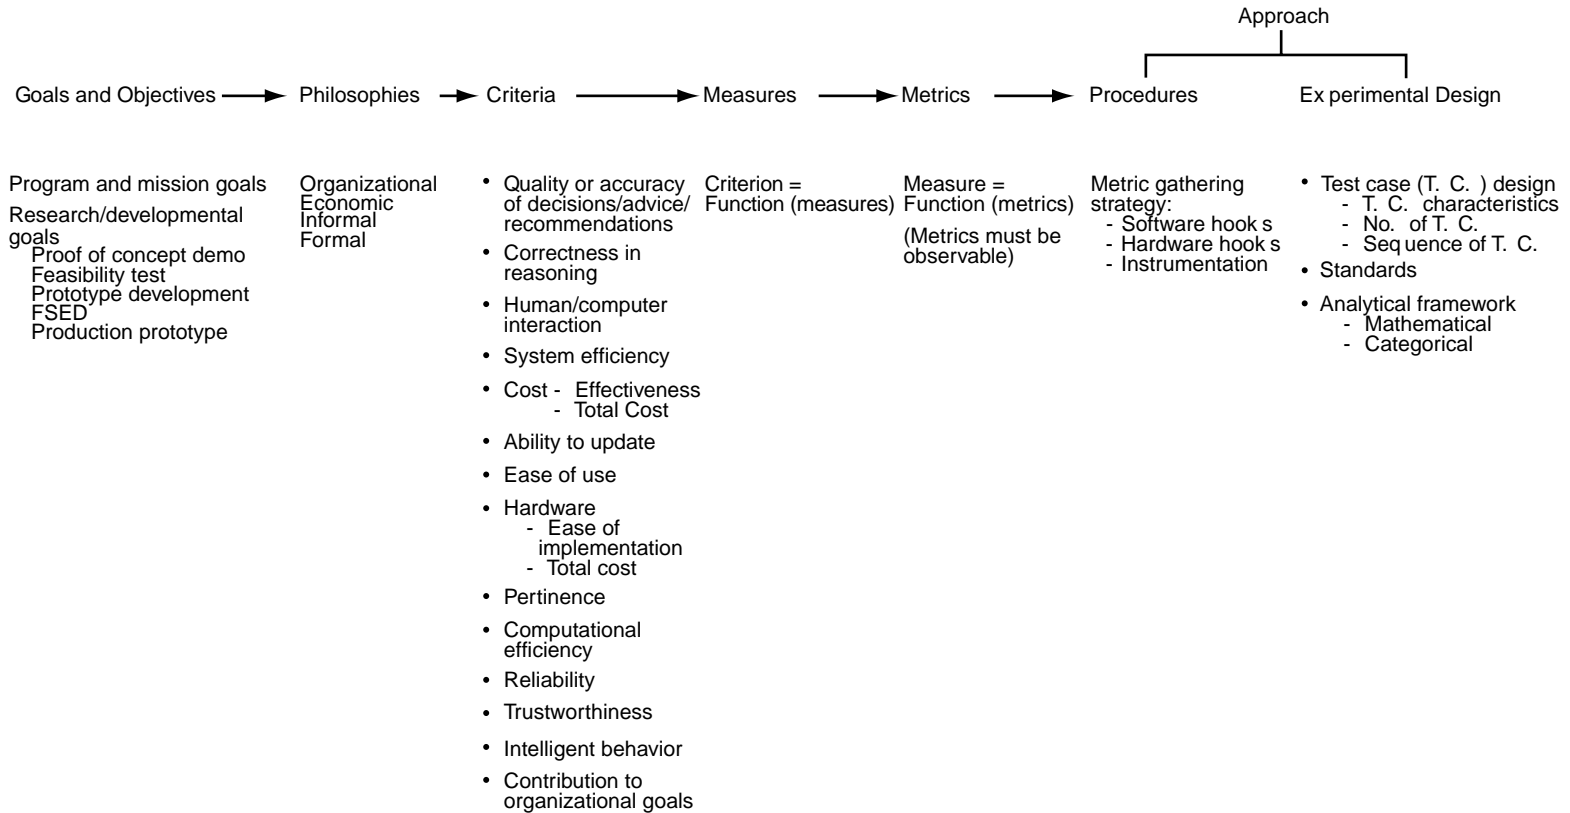 Approach
Goals and Objectives
Philosophies
Criteria
Measures
Metrics
Procedures
Ex perimental Design
Program and mission goals
Research/developmental
goals
Proof of concept demo
Feasibility test
Prototype development
FSED
Production prototype
Organizational
Economic
Informal
Formal
• Quality or accuracy
of decisions/advice/
recommendations
• Correctness in
reasoning
• Human/computer
interaction
• System efficiency
• Cost - Effectiveness
- Total Cost
• Ability to update
• Ease of use
• Hardware
- Ease of
implementation
- Total cost
• Pertinence
• Computational
efficiency
• Reliability
• Trustworthiness
• Intelligent behavior
• Contribution to
organizational goals
Criterion =
Function (measures)
Measure =
Function (metrics)
(Metrics must be
observable)
Metric gathering
strategy:
- Software hook s
- Hardware hook s
- Instrumentation
• Test case (T. C. ) design
- T. C. characteristics
- No. of T. C.
- Seq uence of T. C.
• Standards
• Analytical framework
- Mathematical
- Categorical